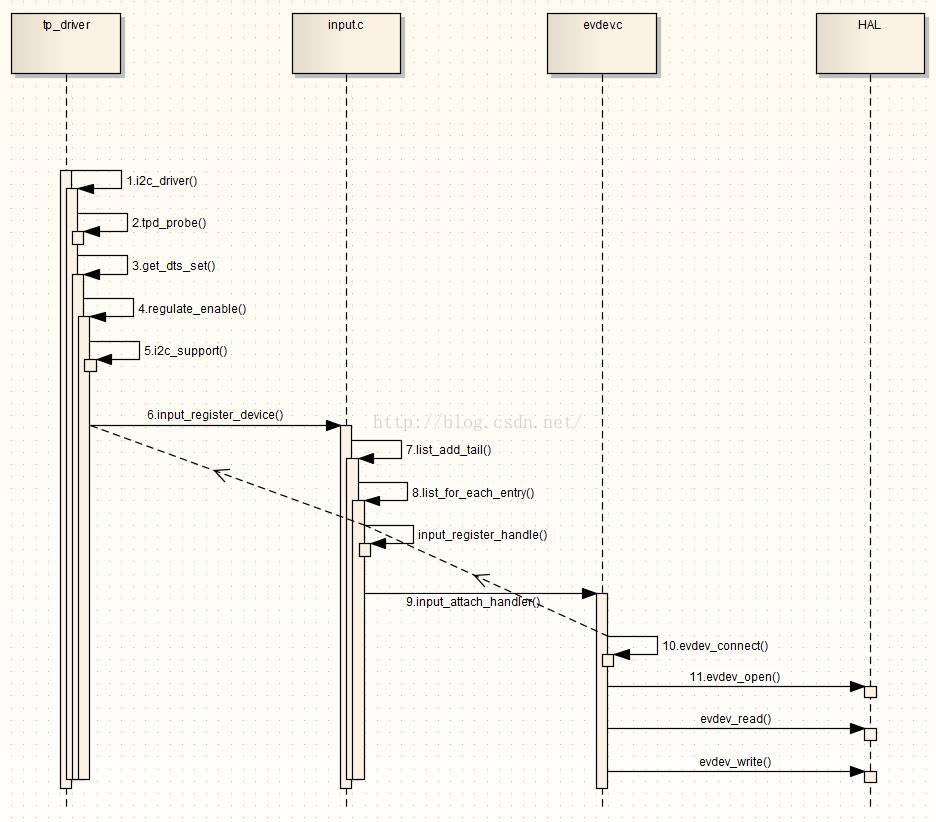 tp_driver
input.c
evdev.c
HAL
1.i2c_driver()
2.tpd_probe()
3.get_dts_set()
4.regulate_enable()
5.i2c_support()
6.input_register_device()
http://blog.csdn.net/
7.list_add_tail()
8.list_for_each_entry()
input_register_handle()
9.input_attach_handler()
10.evdev_connect()
11.evdev_open()
evdev_read()
evdev_write()